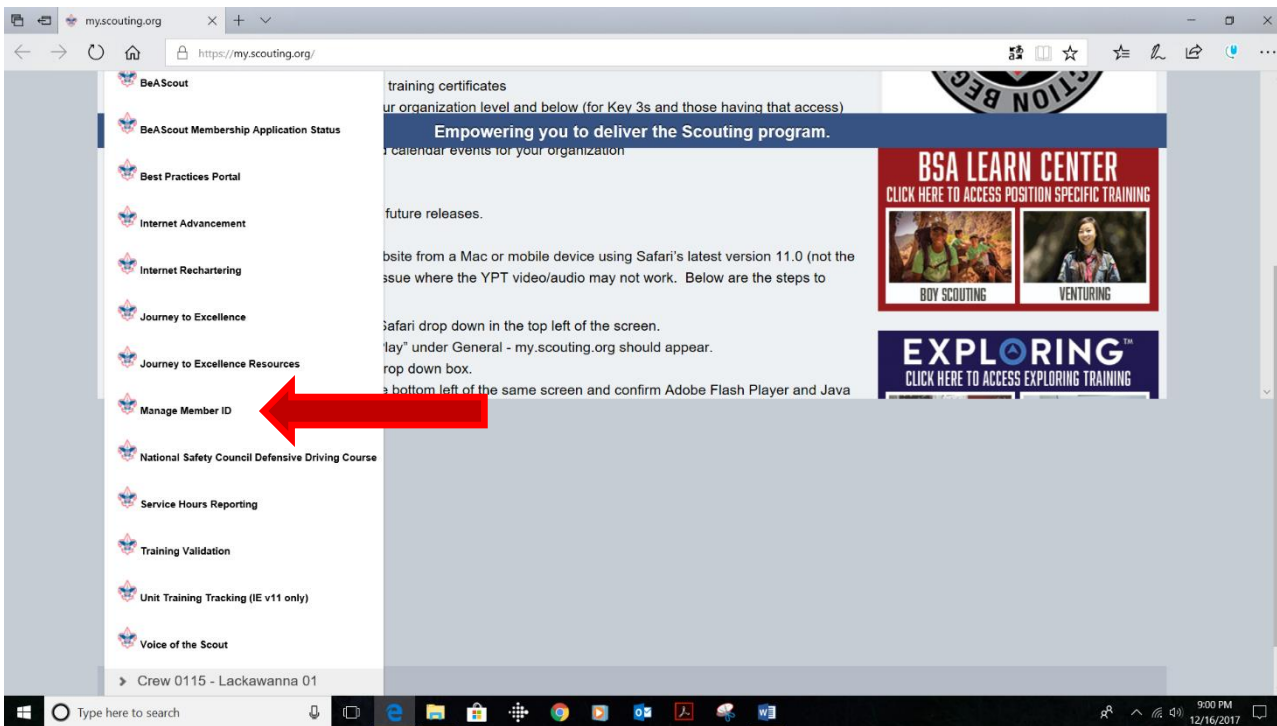 my.scouting.org
https://my.scouting.org/
BeAScout
BeAScout Membership Application Status
Best Practices Portal
Internet Advancement
Internet Rechartering
Journey to Excellence
Journey to Excellence Resources
Manage Member ID
National Safety Council Defensive Driving Course
Service Hours Reporting
Training Validation
Unit Training Tracking (IE v11 only)
Voice of the Scout
Crew 0115 - Lackawanna 01
training certificates
ur organization level and below (for Key 3s and those having that access)
Empowering you to deliver the Scouting program.
calendar events for your organization
future releases.
bsite from a Mac or mobile device using Safari's latest version 11.0 (not the
ssue where the YPT video/audio may not work. Below are the steps to
Safari drop down in the top left of the screen.
lay" under General - my.scouting.org should appear.
rop down box.
bottom left of the same screen and confirm Adobe Flash Player and Java
BSA LEARN CENTER
CLICK HERE TO ACCESS POSITION SPECIFIC TRAINING
BOY SCOUTING
VENTURING
EXPLORING™
CLICK HERE TO ACCESS EXPLORING TRAINING
Type here to search
9:00 PM
12/16/2017